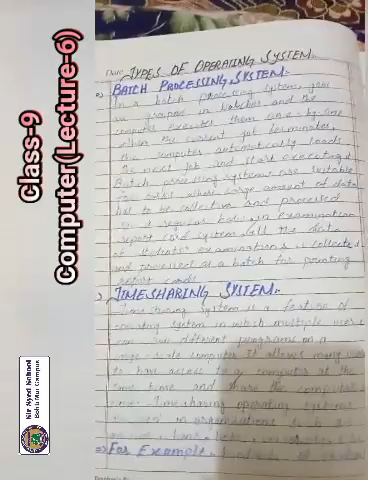 Class-9
Computer(Lecture-6)
Sir Syed School
Date TYPES OF OPERATING SYSTEM
BATCH PROCESSING SYSTEM:-
In a batch processing system, jobs
are grouped in batches and the
computer executes them one by one
when the current job terminates,
the computer automatically loads
the next job and start executing it
Batch processing systems are suitable
for jobs where large amount of data
has to be collected and processed
on a regular basis. in examination
report card system all the data
of students examinations is collected
and processed as a batch for printing
report cards.
TIMESHARING SYSTEM:-
Time sharing system is a feature of
operating system in which multiple users
can run different programs on a
large-scale computer. It allows many users
to have access to a computer at the
same time and share the computer's
time. Time sharing operating systems
are used in organizations
For Example,